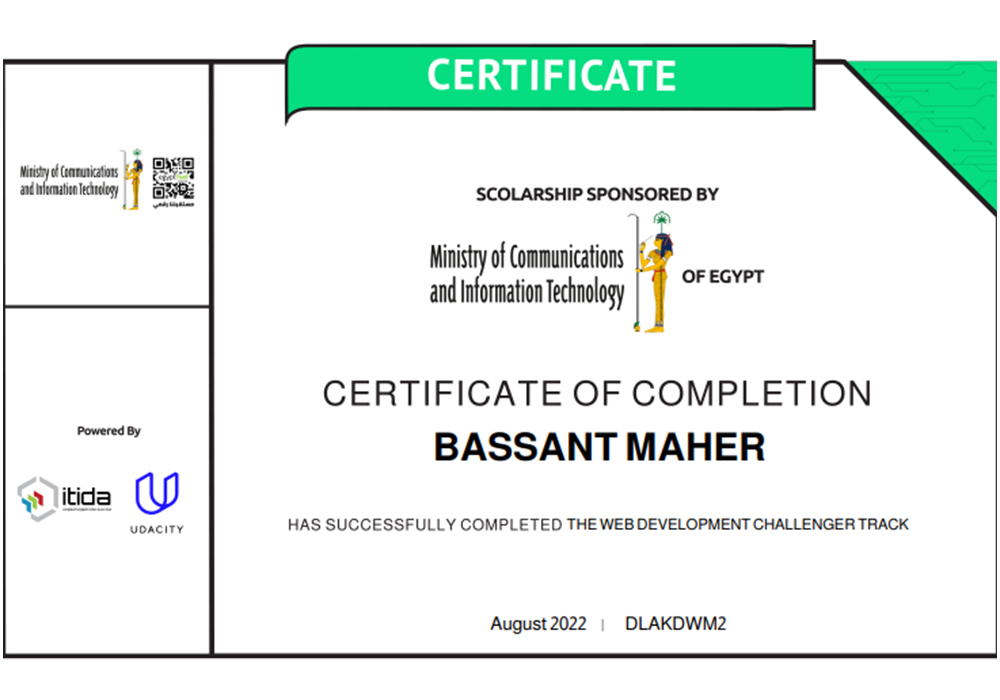 CERTIFICATE
Ministry of Communications
and Information Technology
مستقبلنا رقمي
Powered By
itida
UDACITY
SCOLARSHIP SPONSORED BY
Ministry of Communications
and Information Technology
OF EGYPT
CERTIFICATE OF COMPLETION
BASSANT MAHER
HAS SUCCESSFULLY COMPLETED THE WEB DEVELOPMENT CHALLENGER TRACK
August 2022 | DLAKDWM2